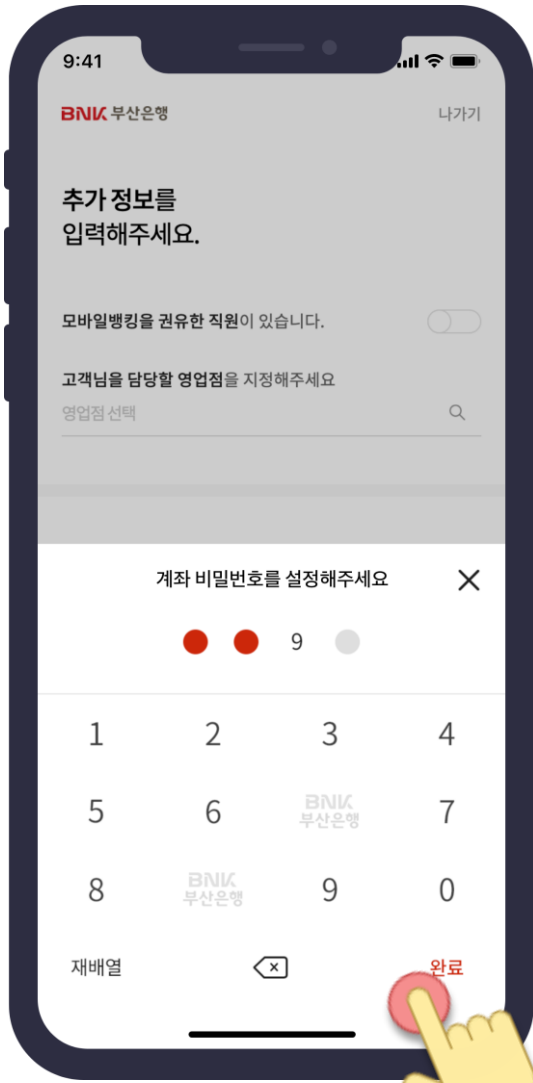 9:41
BNK 부산은행 나가기
추가 정보를
입력해주세요.
모바일뱅킹을 권유한 직원이 있습니다.
고객님을 담당할 영업점을 지정해주세요
영업점 선택
계좌 비밀번호를 설정해주세요
9
1 2 3 4
5 6 BNK 부산은행 7
8 BNK 부산은행 9 0
재배열 완료